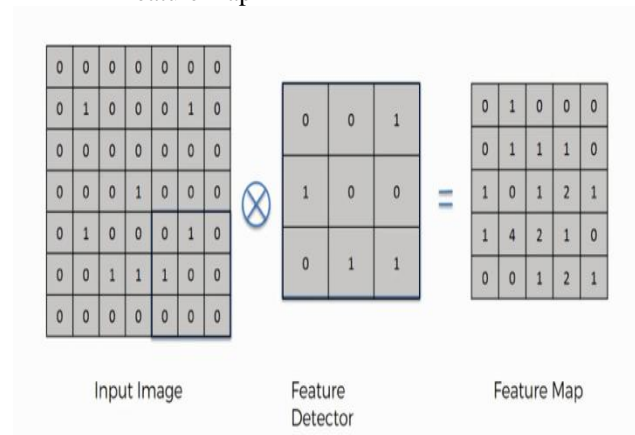 0 0 0 0 0 0 0
0 1 0 0 0 1 0
0 0 0 0 0 0 0
0 0 0 1 0 0 0
0 1 0 0 0 1 0
0 0 1 1 1 0 0
0 0 0 0 0 0 0
Input Image
0 0 1
1 0 0
0 1 1
Feature
Detector
=
0 1 0 0 0
0 1 1 1 0
1 0 1 2 1
1 4 2 1 0
0 0 1 2 1
Feature Map